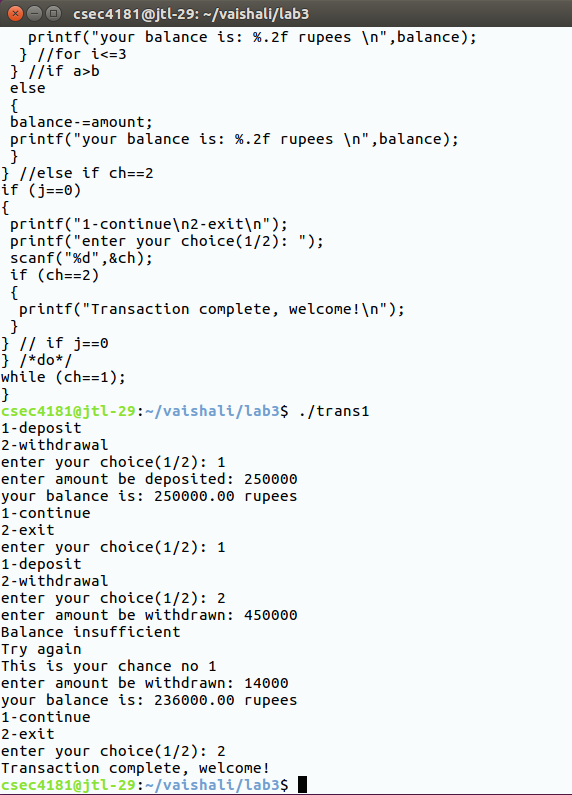 csec4181@jtl-29: ~/vaishali/lab3
printf("your balance is: %.2f rupees \n",balance);
} //for i<=3
} //if a>b
else
{
balance-=amount;
printf("your balance is: %.2f rupees \n",balance);
}
} //else if ch==2
if (j==0)
{
printf("1-continue\n2-exit\n");
printf("enter your choice(1/2): ");
scanf("%d",&ch);
if (ch==2)
{
printf("Transaction complete, welcome!\n");
}
} // if j==0
} /*do*/
while (ch==1);
}
csec4181@jtl-29:~/vaishali/lab3$ ./trans1
1-deposit
2-withdrawal
enter your choice(1/2): 1
enter amount be deposited: 250000
your balance is: 250000.00 rupees
1-continue
2-exit
enter your choice(1/2): 1
1-deposit
2-withdrawal
enter your choice(1/2): 2
enter amount be withdrawn: 450000
Balance insufficient
Try again
This is your chance no 1
enter amount be withdrawn: 14000
your balance is: 236000.00 rupees
1-continue
2-exit
enter your choice(1/2): 2
Transaction complete, welcome!
csec4181@jtl-29:~/vaishali/lab3$